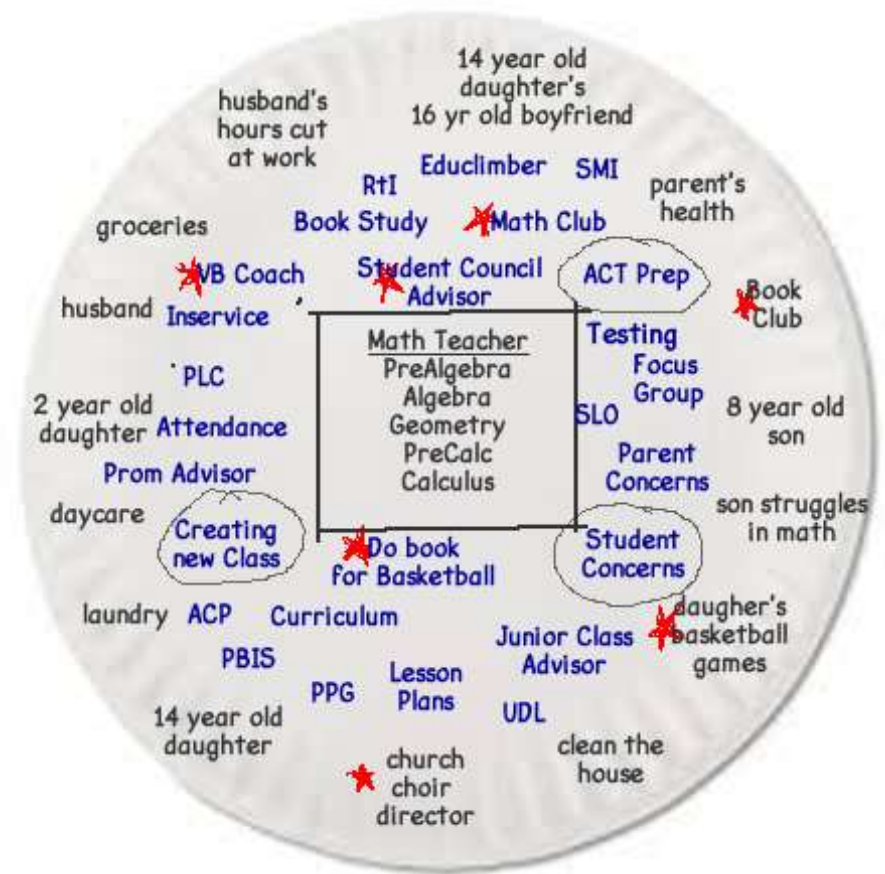 14 year old
daughter's
16 yr old boyfriend
husband's
hours cut
at work
Educlimber
SMI
RtI
parent's
health
Book Study
Math Club
groceries
VB Coach
Student Council
Advisor
ACT Prep
Book
Club
husband
Inservice
Math Teacher
PreAlgebra
Algebra
Geometry
PreCalc
Calculus
Testing
Focus
Group
PLC
SLO
2 year old
daughter
Attendance
8 year old
son
Prom Advisor
Parent
Concerns
daycare
Creating
new Class
son struggles
in math
Do book
for Basketball
Student
Concerns
laundry
ACP
Curriculum
daugher's
basketball
games
Junior Class
Advisor
PBIS
PPG
Lesson
Plans
UDL
14 year old
daughter
clean the
house
church
choir
director